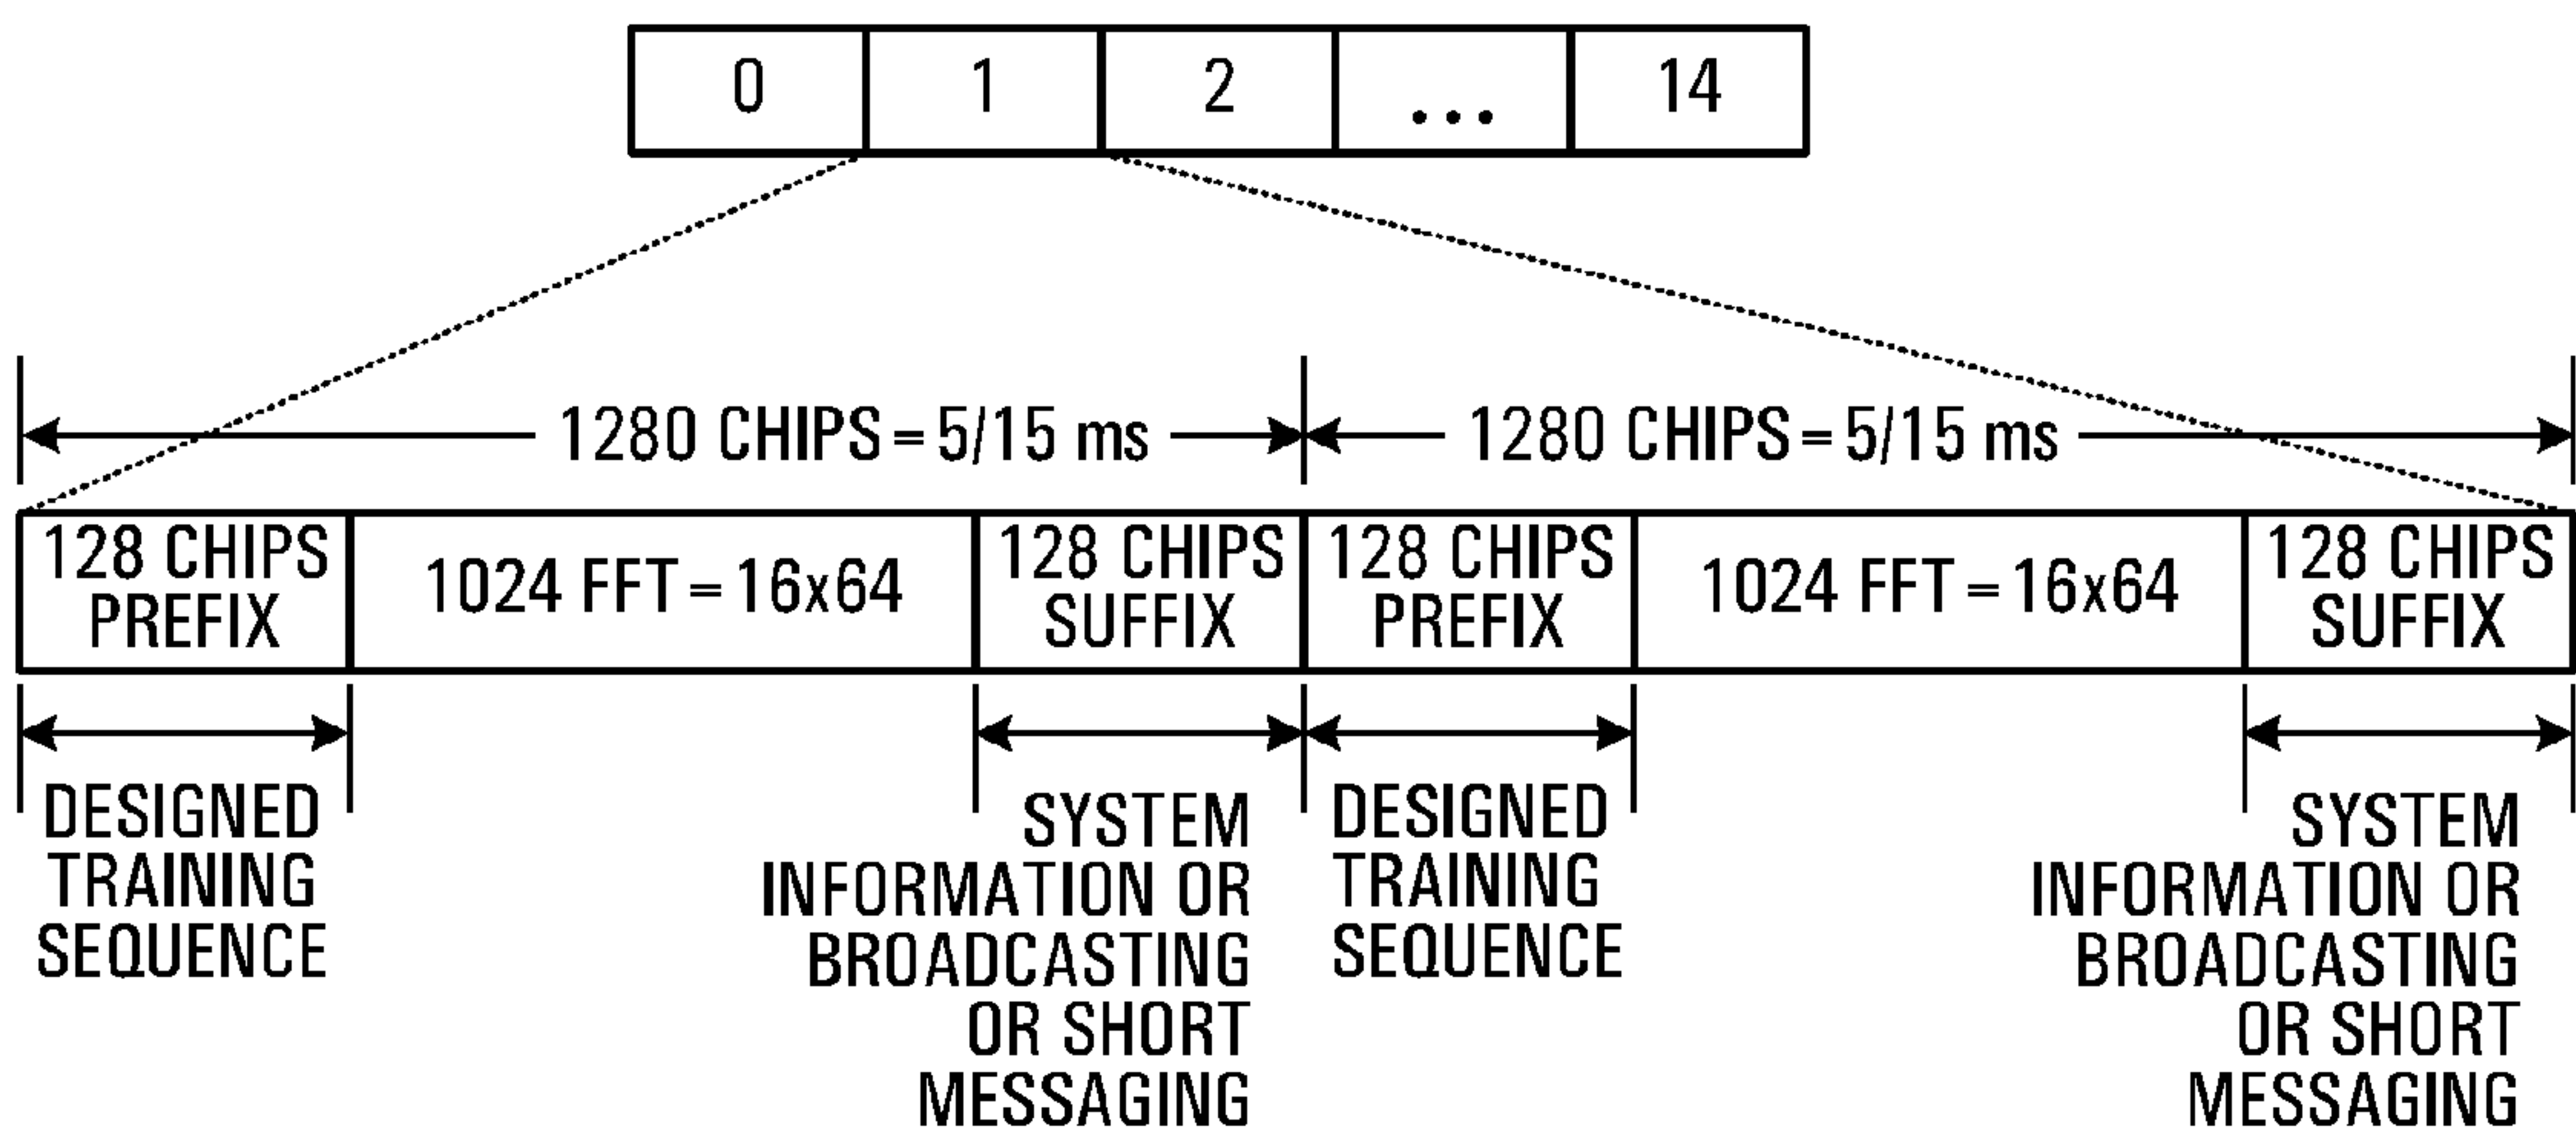 0 1 2 ... 14
1280 CHIPS = 5/15 ms 1280 CHIPS = 5/15 ms
128 CHIPS
PREFIX
1024 FFT = 16x64
128 CHIPS
SUFFIX
128 CHIPS
PREFIX
1024 FFT = 16x64
128 CHIPS
SUFFIX
DESIGNED
TRAINING
SEQUENCE
SYSTEM
INFORMATION OR
BROADCASTING
OR SHORT
MESSAGING
DESIGNED
TRAINING
SEQUENCE
SYSTEM
INFORMATION OR
BROADCASTING
OR SHORT
MESSAGING